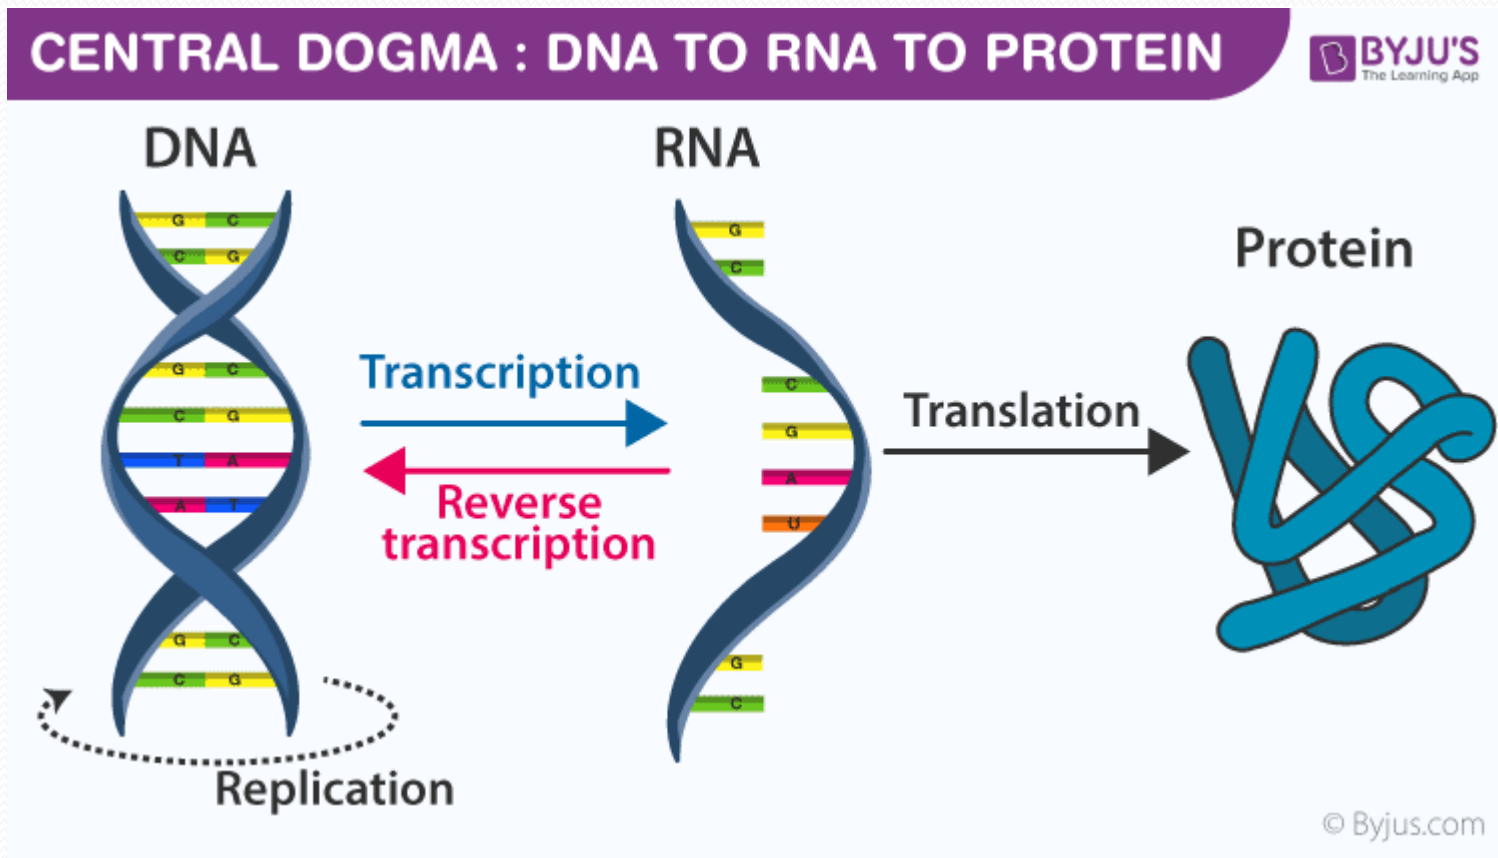 CENTRAL DOGMA : DNA TO RNA TO PROTEIN
BYJU'S
The Learning App
DNA
RNA
Protein
G C
C G
G C
C G
T A
A T
G C
C G
Transcription
Reverse
transcription
G
C
C
G
A
U
G
C
Translation
Replication
© Byjus.com